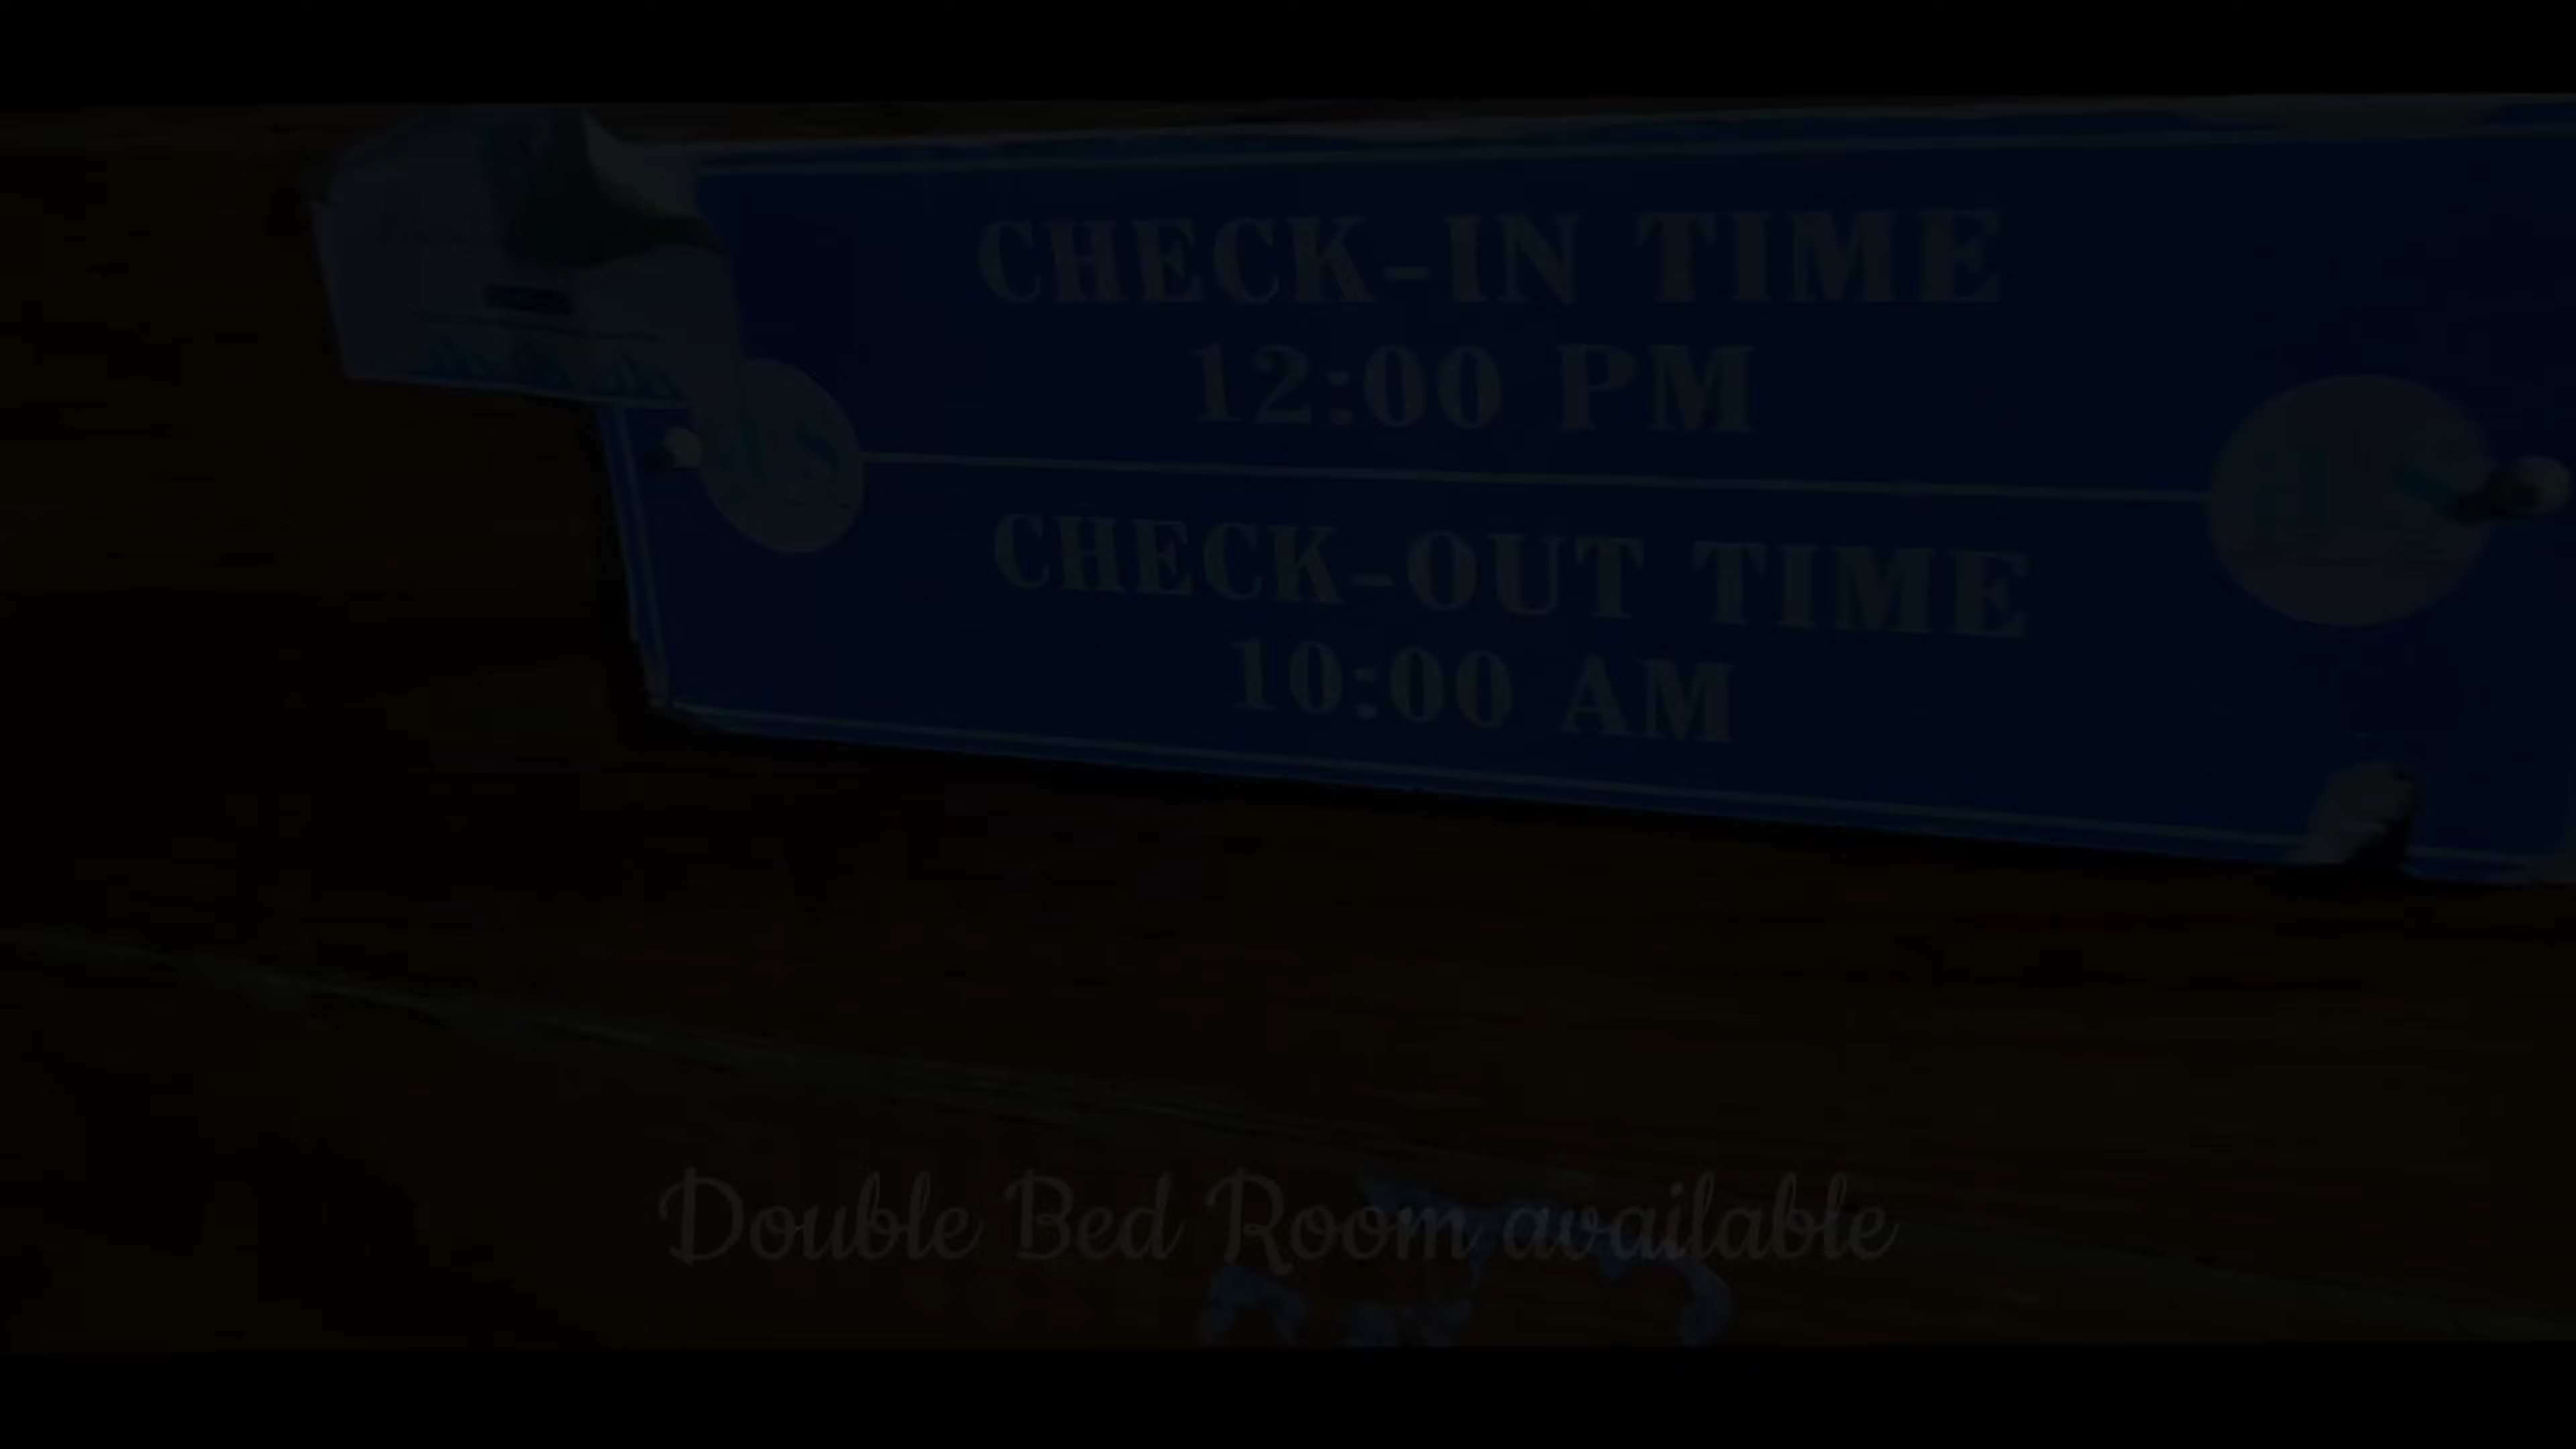 CHECK-IN TIME
12:00 PM
CHECK-OUT TIME
10:00 AM
Double Bed Room available